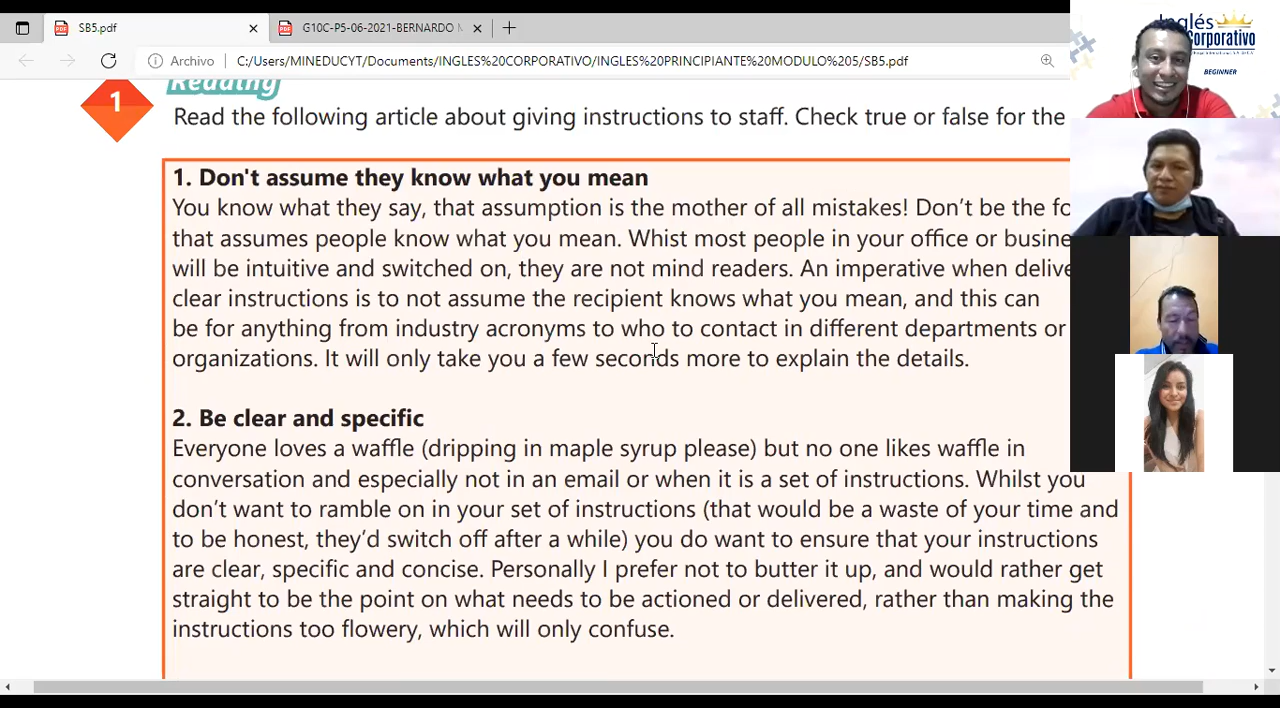 SB5.pdf
G10C-P5-06-2021-BERNARDO
Archivo
C:/Users/MINEDUCYT/Documents/INGLES%20CORPORATIVO/INGLES%20PRINCIPIANTE%20MODULO%205/SB5.pdf
Inglés
Corporativo
BEGINNER
Reading
1
Read the following article about giving instructions to staff. Check true or false for the
1. Don't assume they know what you mean
You know what they say, that assumption is the mother of all mistakes! Don't be the fo
that assumes people know what you mean. Whist most people in your office or busine
will be intuitive and switched on, they are not mind readers. An imperative when delive
clear instructions is to not assume the recipient knows what you mean, and this can
be for anything from industry acronyms to who to contact in different departments or
organizations. It will only take you a few seconds more to explain the details.
2. Be clear and specific
Everyone loves a waffle (dripping in maple syrup please) but no one likes waffle in
conversation and especially not in an email or when it is a set of instructions. Whilst you
don't want to ramble on in your set of instructions (that would be a waste of your time and
to be honest, they'd switch off after a while) you do want to ensure that your instructions
are clear, specific and concise. Personally I prefer not to butter it up, and would rather get
straight to be the point on what needs to be actioned or delivered, rather than making the
instructions too flowery, which will only confuse.